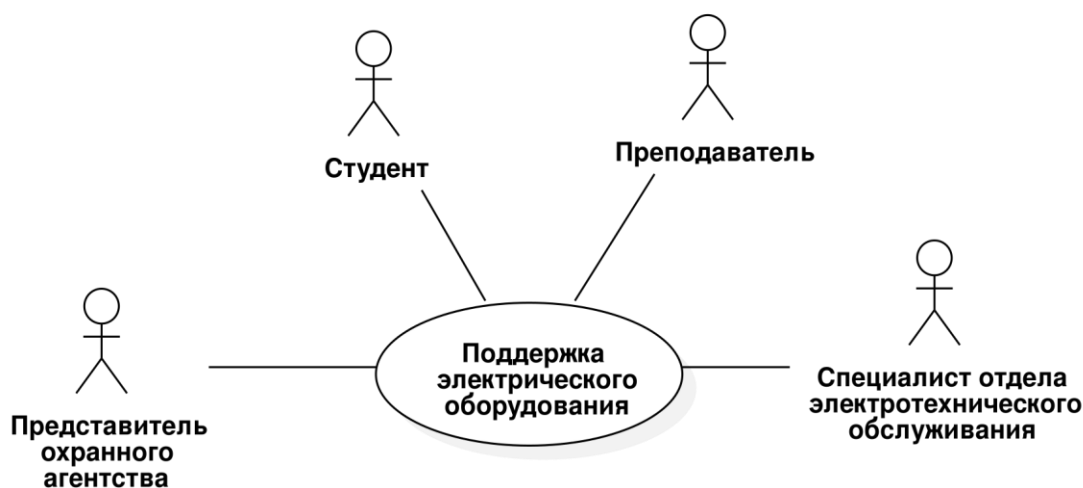 Студент
Преподаватель
Поддержка
электрического
оборудования
Представитель
охранного
агентства
Специалист отдела
электротехнического
обслуживания